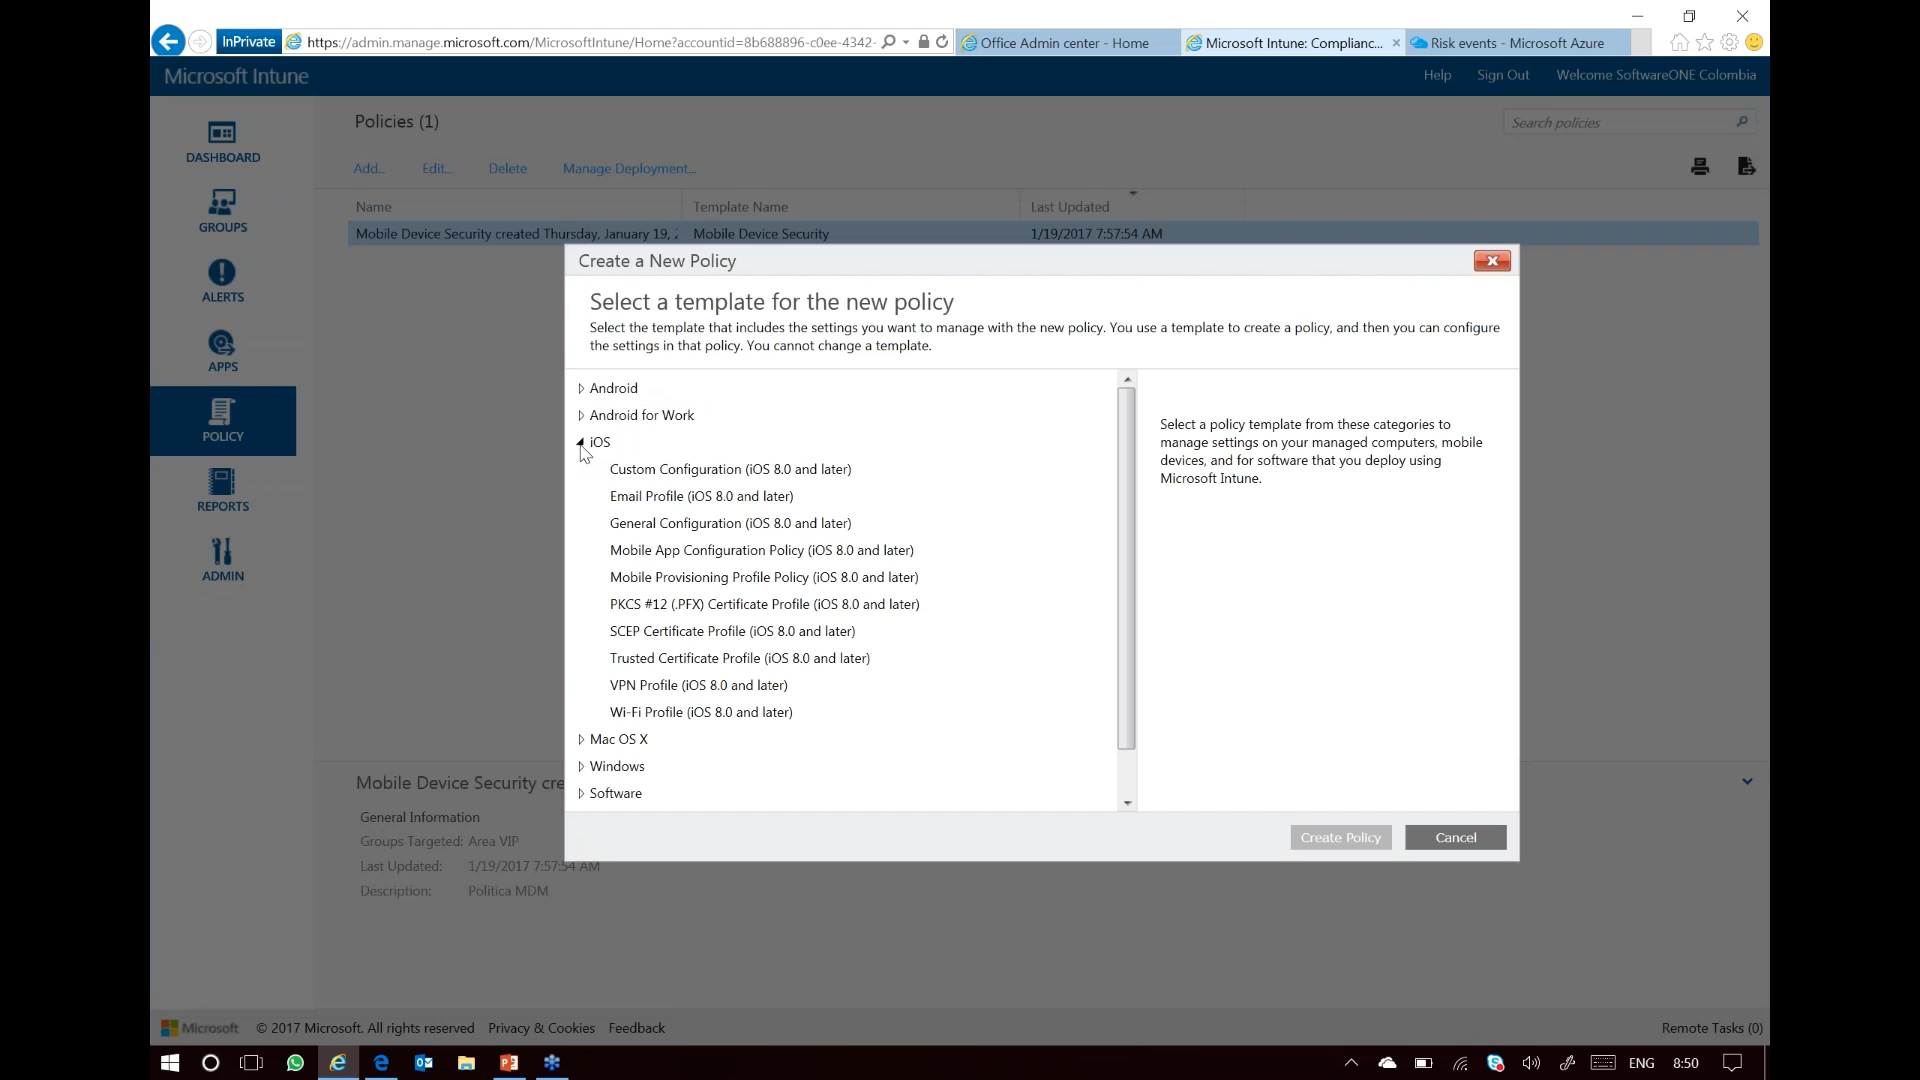 InPrivate
https://admin.manage.microsoft.com/MicrosoftIntune/Home?accountid=8b688896-c0ee-4342-
Office Admin center - Home
Microsoft Intune: Complianc...
Risk events - Microsoft Azure
Microsoft Intune
Help
Sign Out
Welcome SoftwareONE Colombia
DASHBOARD
GROUPS
ALERTS
APPS
POLICY
REPORTS
ADMIN
Policies (1)
Search policies
Add...
Edit...
Delete
Manage Deployment...
Name
Template Name
Last Updated
Mobile Device Security created Thursday, January 19, 2
Mobile Device Security
1/19/2017 7:57:54 AM
Create a New Policy
Select a template for the new policy
Select the template that includes the settings you want to manage with the new policy. You use a template to create a policy, and then you can configure
the settings in that policy. You cannot change a template.
Android
Android for Work
iOS
Custom Configuration (iOS 8.0 and later)
Email Profile (iOS 8.0 and later)
General Configuration (iOS 8.0 and later)
Mobile App Configuration Policy (iOS 8.0 and later)
Mobile Provisioning Profile Policy (iOS 8.0 and later)
PKCS #12 (.PFX) Certificate Profile (iOS 8.0 and later)
SCEP Certificate Profile (iOS 8.0 and later)
Trusted Certificate Profile (iOS 8.0 and later)
VPN Profile (iOS 8.0 and later)
Wi-Fi Profile (iOS 8.0 and later)
Mac OS X
Windows
Software
Select a policy template from these categories to
manage settings on your managed computers, mobile
devices, and for software that you deploy using
Microsoft Intune.
Create Policy
Cancel
Mobile Device Security cre
General Information
Groups Targeted: Area VIP
Last Updated: 1/19/2017 7:57:54 AM
Description: Politica MDM
Microsoft
© 2017 Microsoft. All rights reserved
Privacy & Cookies
Feedback
Remote Tasks (0)
ENG
8:50